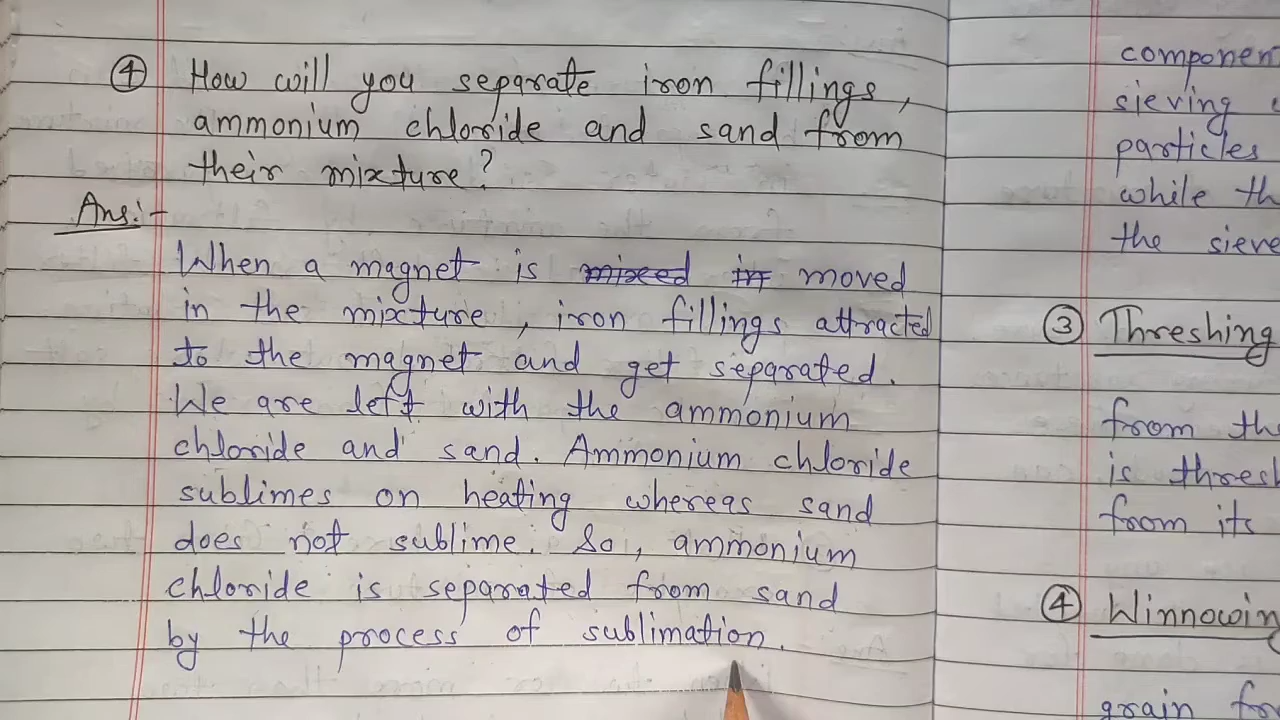 ④ How will you separate iron fillings,
ammonium chloride and sand from
their mixture?
Ans:-
When a magnet is mixed in moved
in the mixture, iron fillings attracted
to the magnet and get separated.
We are left with the ammonium
chloride and sand. Ammonium chloride
sublimes on heating whereas sand
does not sublime. So, ammonium
chloride is separated from sand
by the process of sublimation.
componen
sieving
particles
while th
the sieve
③ Threshing
from the
is thresh
from its
④ Winnowin
grain fr